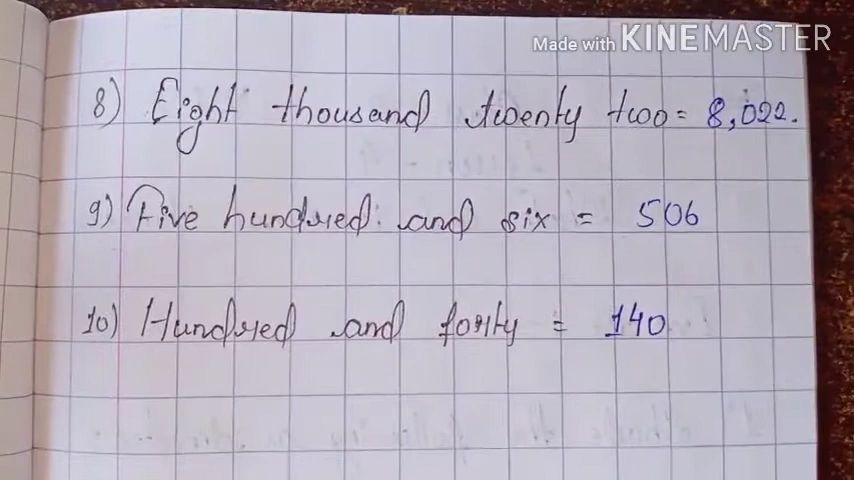 Made with KINEMASTER
8) Eight thousand twenty two = 8,022.
9) Five hundred and six = 506
10) Hundred and forty = 140